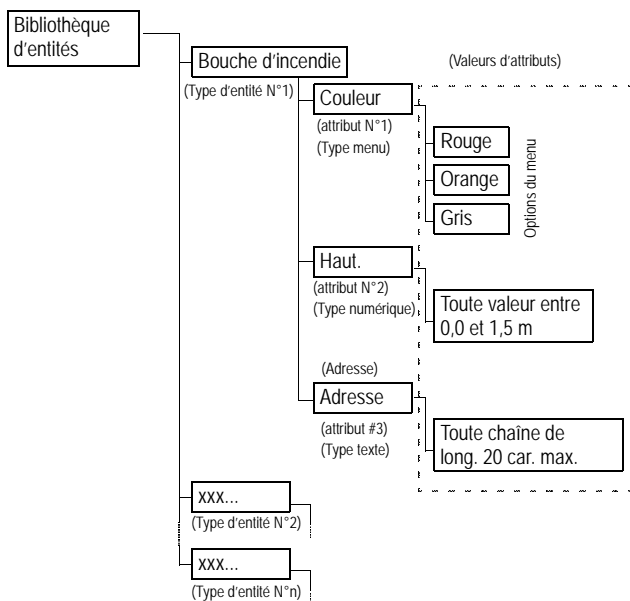 Bibliothèque
d'entités
Bouche d'incendie
(Type d'entité N°1)
(Valeurs d'attributs)
Couleur
(attribut N°1)
(Type menu)
Rouge
Orange
Gris
Options du menu
Haut.
(attribut N°2)
(Type numérique)
Toute valeur entre
0,0 et 1,5 m
(Adresse)
Adresse
(attribut #3)
(Type texte)
Toute chaîne de
long. 20 car. max.
xxx...
(Type d'entité N°2)
xxx...
(Type d'entité N°n)